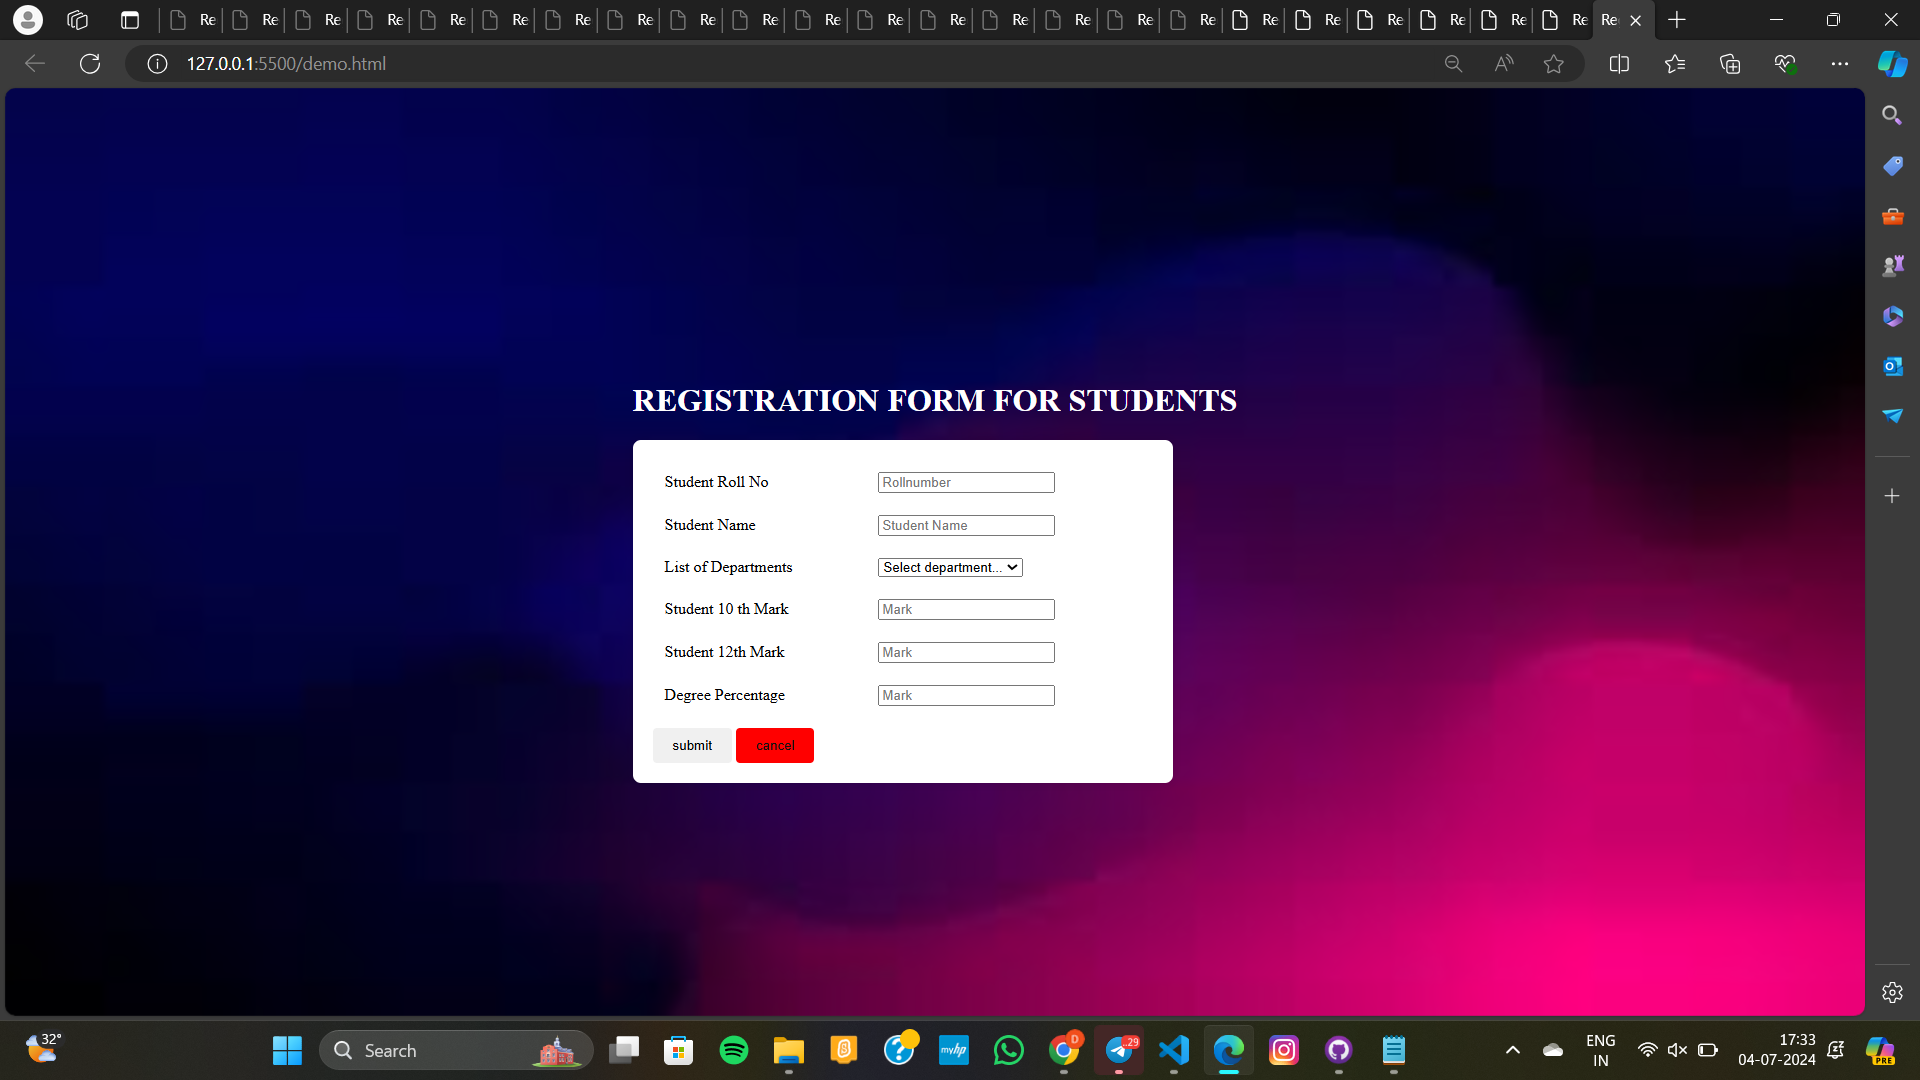 Re Re Re Re Re Re Re Re Re Re Re Re Re Re Re Re Re Re Re Re Re Re Re Re
127.0.0.1:5500/demo.html
REGISTRATION FORM FOR STUDENTS
Student Roll No Rollnumber
Student Name Student Name
List of Departments Select department...
Student 10 th Mark Mark
Student 12th Mark Mark
Degree Percentage Mark
submit cancel
32°
Search
myhp
D
..29
ENG
IN
17:33
04-07-2024
PRE